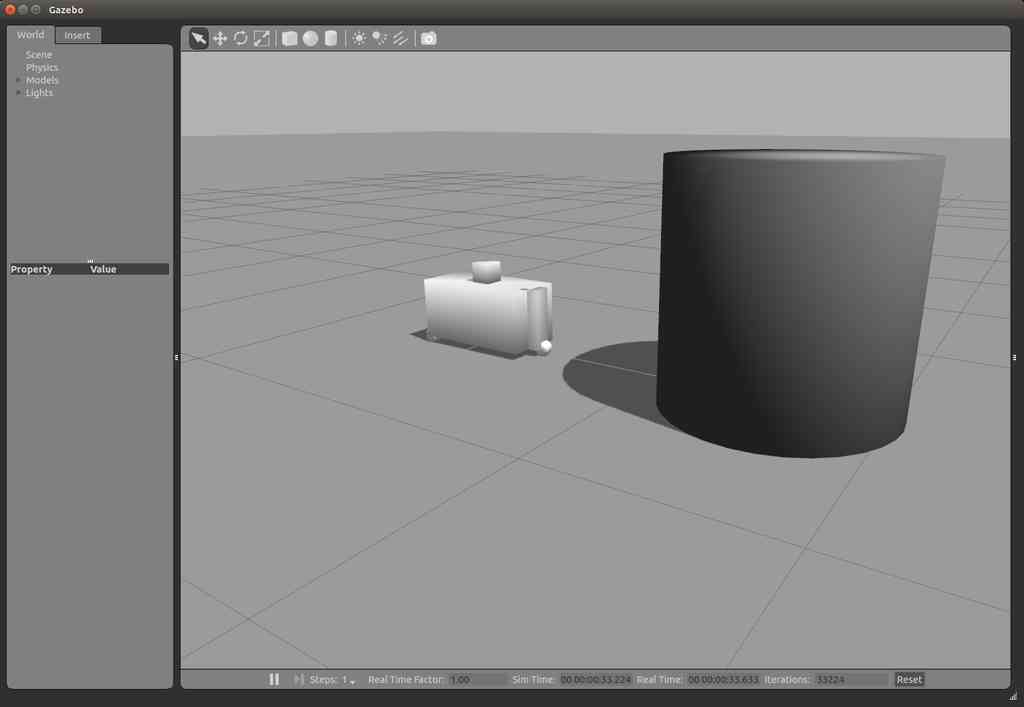 Gazebo
World Insert
Scene
Physics
Models
Lights
Property Value
Steps: 1 Real Time Factor: 1.00 Sim Time: 00 00:00:33.224 Real Time: 00 00:00:33.633 Iterations: 33224 Reset